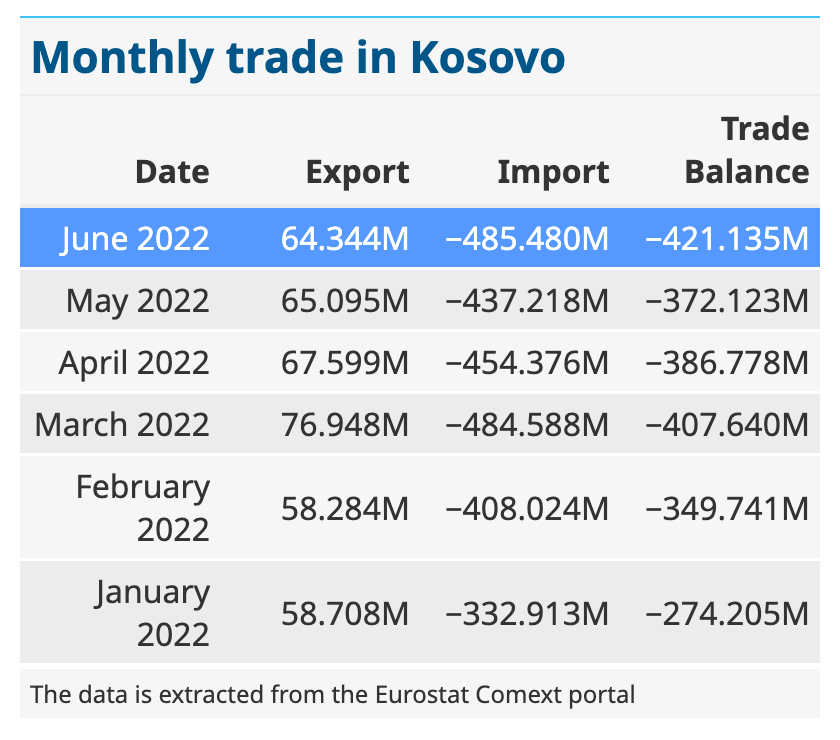 Monthly trade in Kosovo
Trade
Date Export Import Balance
June 2022 64.344M −485.480M −421.135M
May 2022 65.095M −437.218M −372.123M
April 2022 67.599M −454.376M −386.778M
March 2022 76.948M −484.588M −407.640M
February
2022 58.284M −408.024M −349.741M
January
2022 58.708M −332.913M −274.205M
The data is extracted from the Eurostat Comext portal